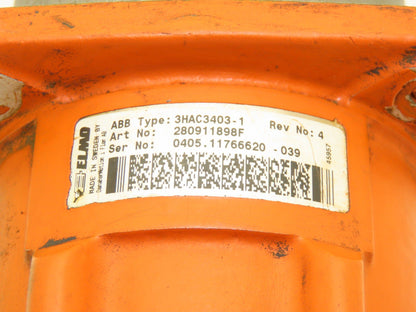 ABB Type: 3HAC3403-1 Rev No: 4
Art No: 280911898F
Ser No: 0405.11766620 -039
ELMO
MADE IN SWEDEN BY
45957